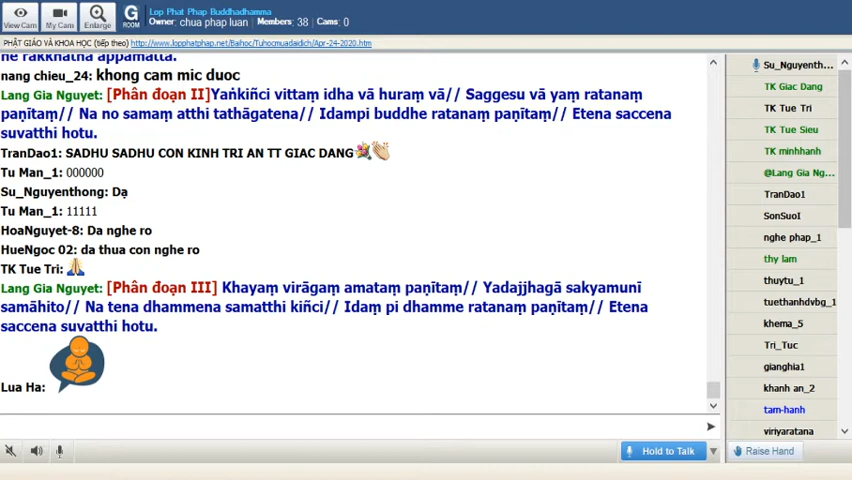 Lop Phat Phap Buddhadhamma
Owner: chua phap luan Members: 38 Cams: 0
View Cam
My Cam
Enlarge
G
ROOM
PHẬT GIÁO VÀ KHOA HỌC (tiếp theo) http://www.lopphatphap.net/Baihoc/Tuhocmuadaidich/Apr-24-2020.htm
ne rakkhatha appamattā.
nang chieu_24: khong cam mic duoc
Lang Gia Nguyet: [Phân đoạn II]Yaṅkiñci vittaṃ idha vā huraṃ vā// Saggesu vā yaṃ ratanaṃ
paṇītaṃ// Na no samaṃ atthi tathāgatena// Idampi buddhe ratanaṃ paṇītaṃ// Etena saccena
suvatthi hotu.
TranDao1: SADHU SADHU CON KINH TRI AN TT GIAC DANG
Tu Man_1: 000000
Su_Nguyenthong: Dạ
Tu Man_1: 11111
HoaNguyet-8: Da nghe ro
HueNgoc 02: da thua con nghe ro
TK Tue Tri:
Lang Gia Nguyet: [Phân đoạn III] Khayaṃ virāgaṃ amataṃ paṇītaṃ// Yadajjhagā sakyamunī
samāhito// Na tena dhammena samatthi kiñci// Idaṃ pi dhamme ratanaṃ paṇītaṃ// Etena
saccena suvatthi hotu.
Lua Ha:
Hold to Talk
Su_Nguyenth...
TK Giac Dang
TK Tue Tri
TK Tue Sieu
TK minhhanh
@Lang Gia Ng...
TranDao1
SonSuoI
nghe phap_1
thy lam
thuytu_1
tuethanhdvbg_1
khema_5
Tri_Tuc
gianghia1
khanh an_2
tam-hanh
viriyaratana
Raise Hand